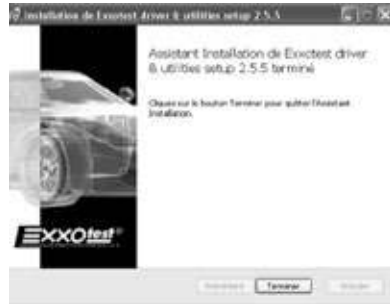 Installation de Exxotest driver & utilities setup 2.5.5
Assistant Installation de Exxotest driver
& utilities setup 2.5.5 terminé
Cliquez sur le bouton Terminer pour quitter l'Assistant
Installation.
EXXOtest®
Terminer